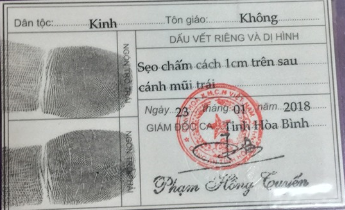 Dân tộc: Kinh Tôn giáo: Không
DẤU VẾT RIÊNG VÀ DỊ HÌNH
Sẹo chấm cách 1cm trên sau
cánh mũi trái
Ngày 23 tháng 01 năm 2018
GIÁM ĐỐC CA Tỉnh Hòa Bình
Phạm Hồng Tuyến